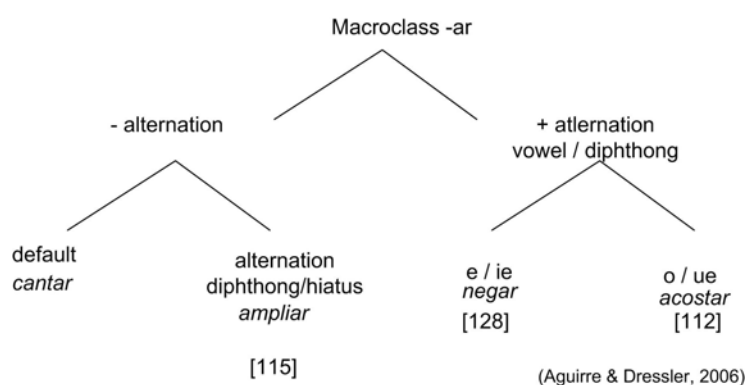 Macroclass -ar
- alternation
+ atlernation
vowel / diphthong
default
cantar
alternation
diphthong/hiatus
ampliar
[115]
e / ie
negar
[128]
o / ue
acostar
[112]
(Aguirre & Dressler, 2006)